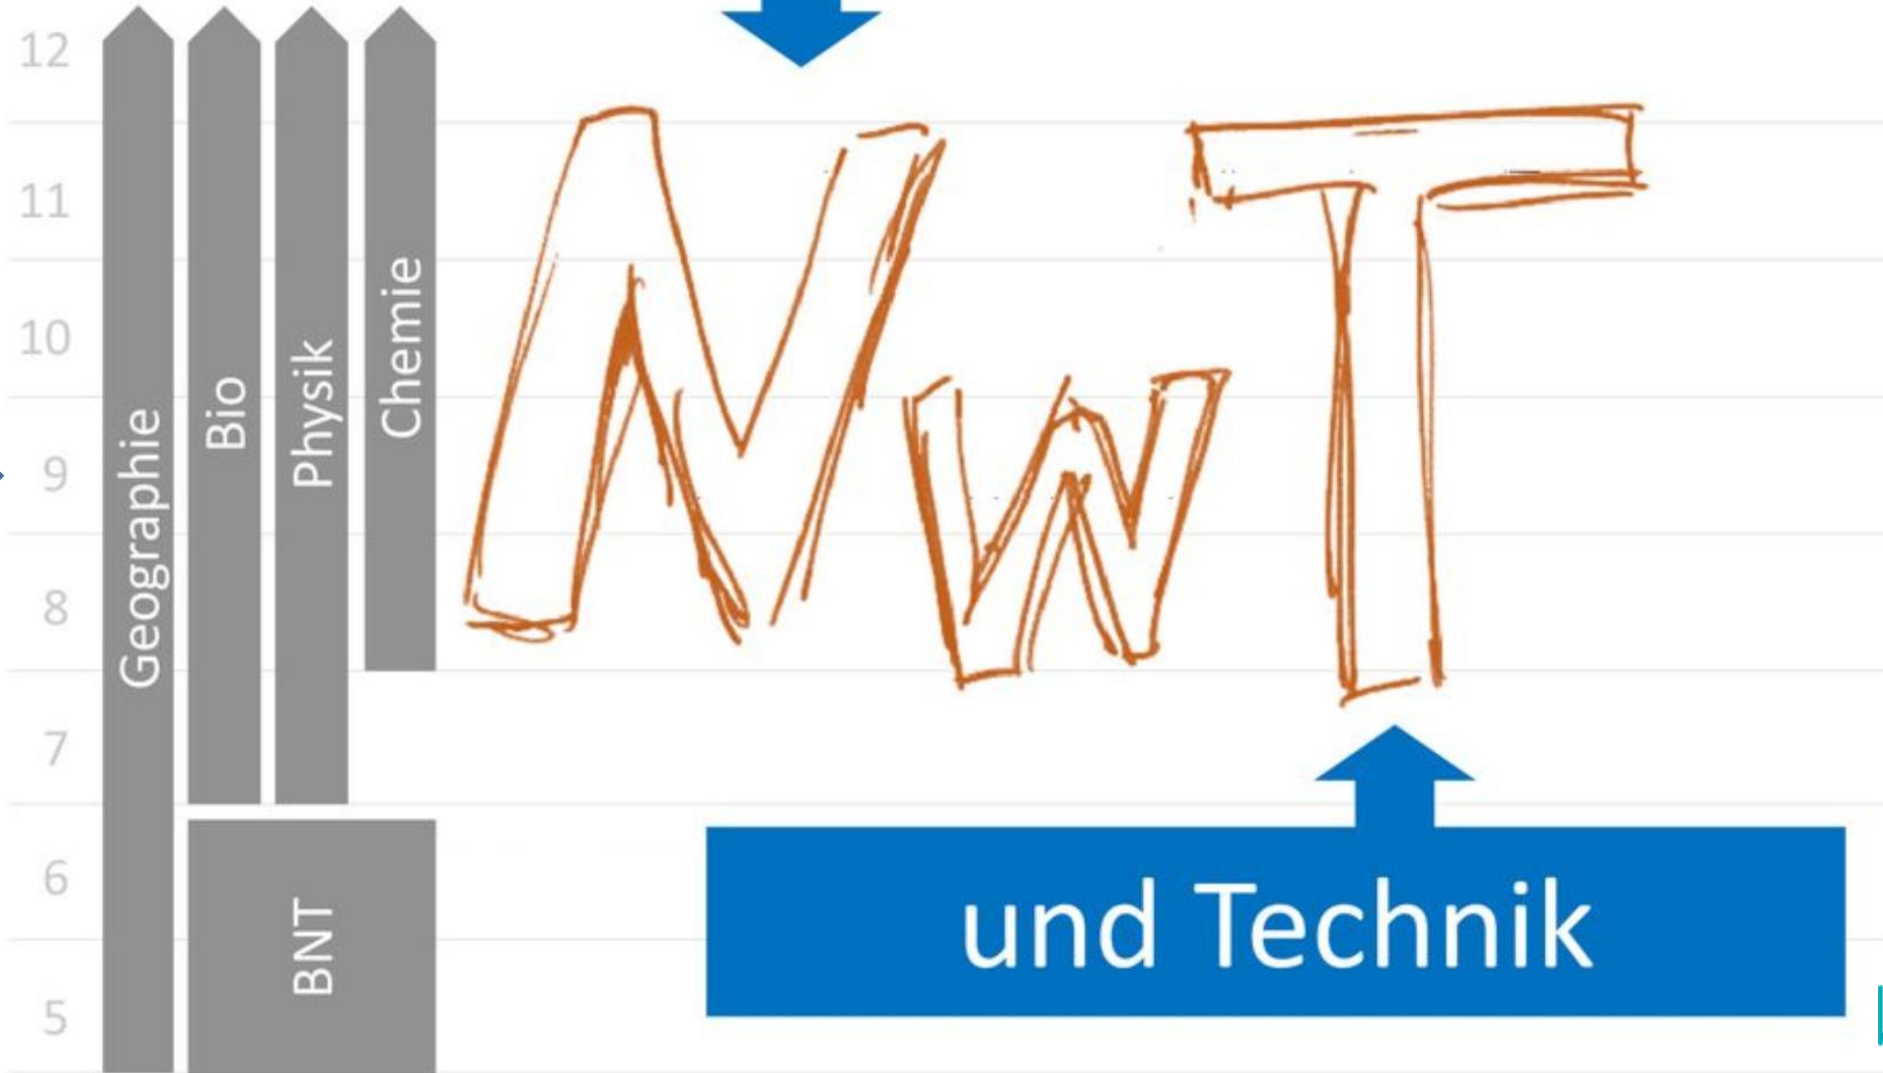 12
11
10
9
8
7
6
5
Geographie
Bio
Physik
Chemie
BNT
NwT
und Technik